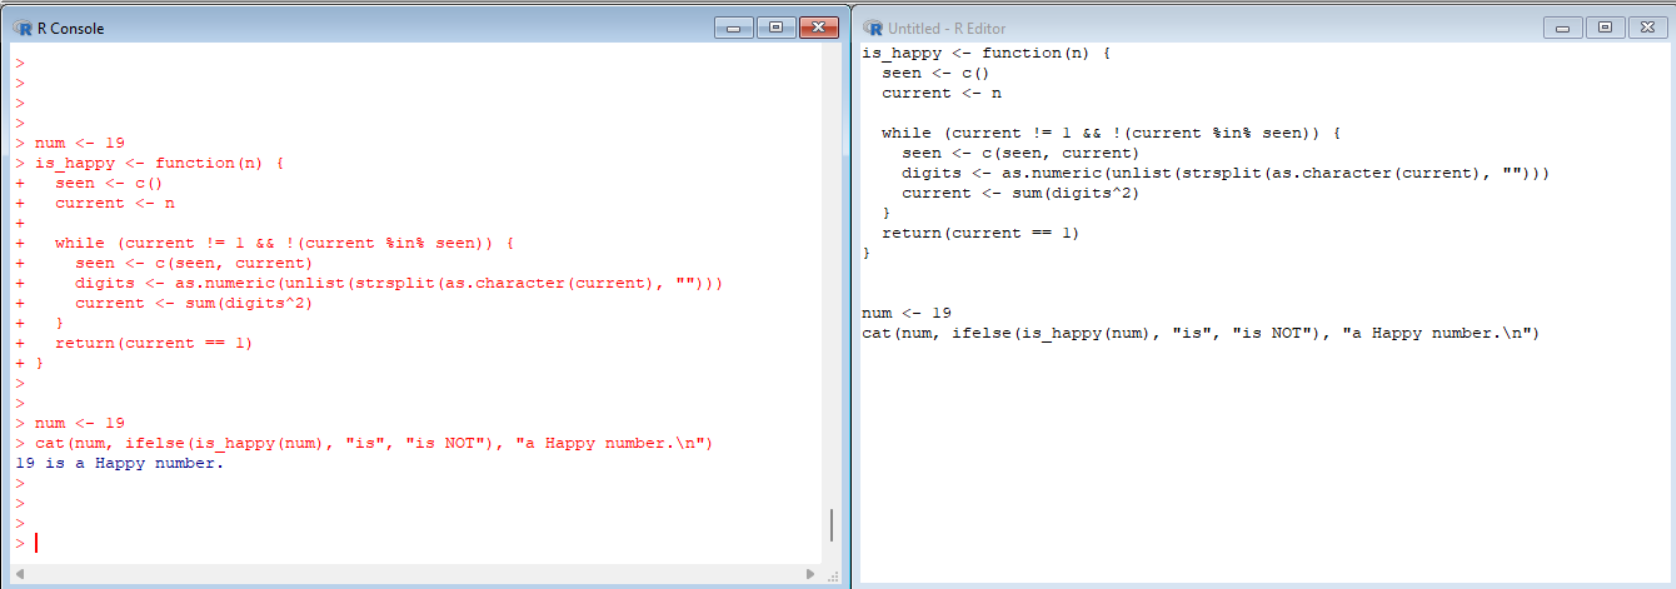 R Console
>
>
>
>
> num <- 19
> is_happy <- function(n) {
+   seen <- c()
+   current <- n
+
+   while (current != 1 && !(current %in% seen)) {
+     seen <- c(seen, current)
+     digits <- as.numeric(unlist(strsplit(as.character(current), "")))
+     current <- sum(digits^2)
+   }
+   return(current == 1)
+ }
>
>
> num <- 19
> cat(num, ifelse(is_happy(num), "is", "is NOT"), "a Happy number.\n")
19 is a Happy number.
>
>
>
>
Untitled - R Editor
is_happy <- function(n) {
  seen <- c()
  current <- n
  while (current != 1 && !(current %in% seen)) {
    seen <- c(seen, current)
    digits <- as.numeric(unlist(strsplit(as.character(current), "")))
    current <- sum(digits^2)
  }
  return(current == 1)
}
num <- 19
cat(num, ifelse(is_happy(num), "is", "is NOT"), "a Happy number.\n")